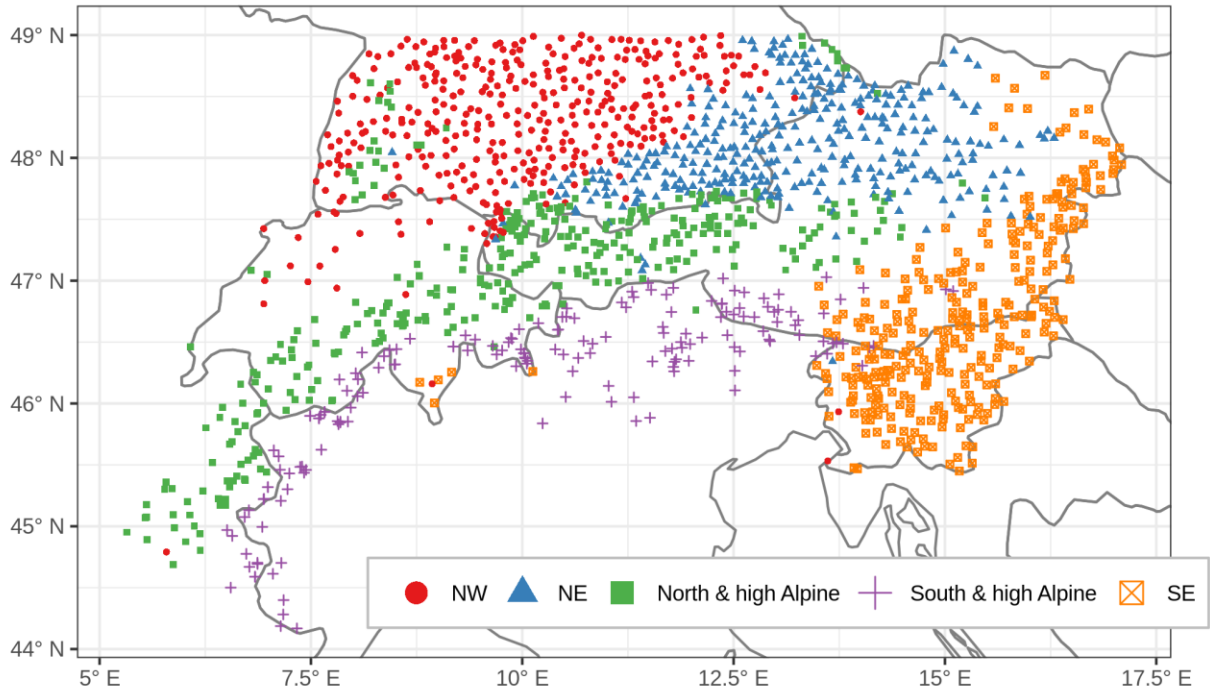 49° N
48° N
47° N
46° N
45° N
44° N
NW NE North & high Alpine South & high Alpine SE
5° E 7.5° E 10° E 12.5° E 15° E 17.5° E